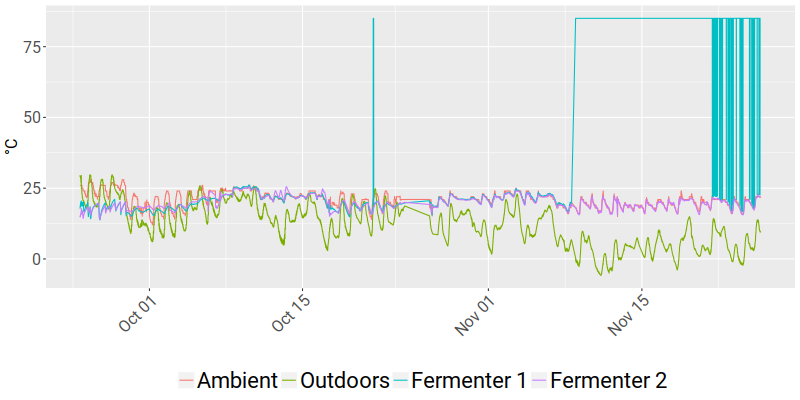 75
50
25
0
°C
Oct 01
Oct 15
Nov 01
Nov 15
Ambient Outdoors Fermenter 1 Fermenter 2